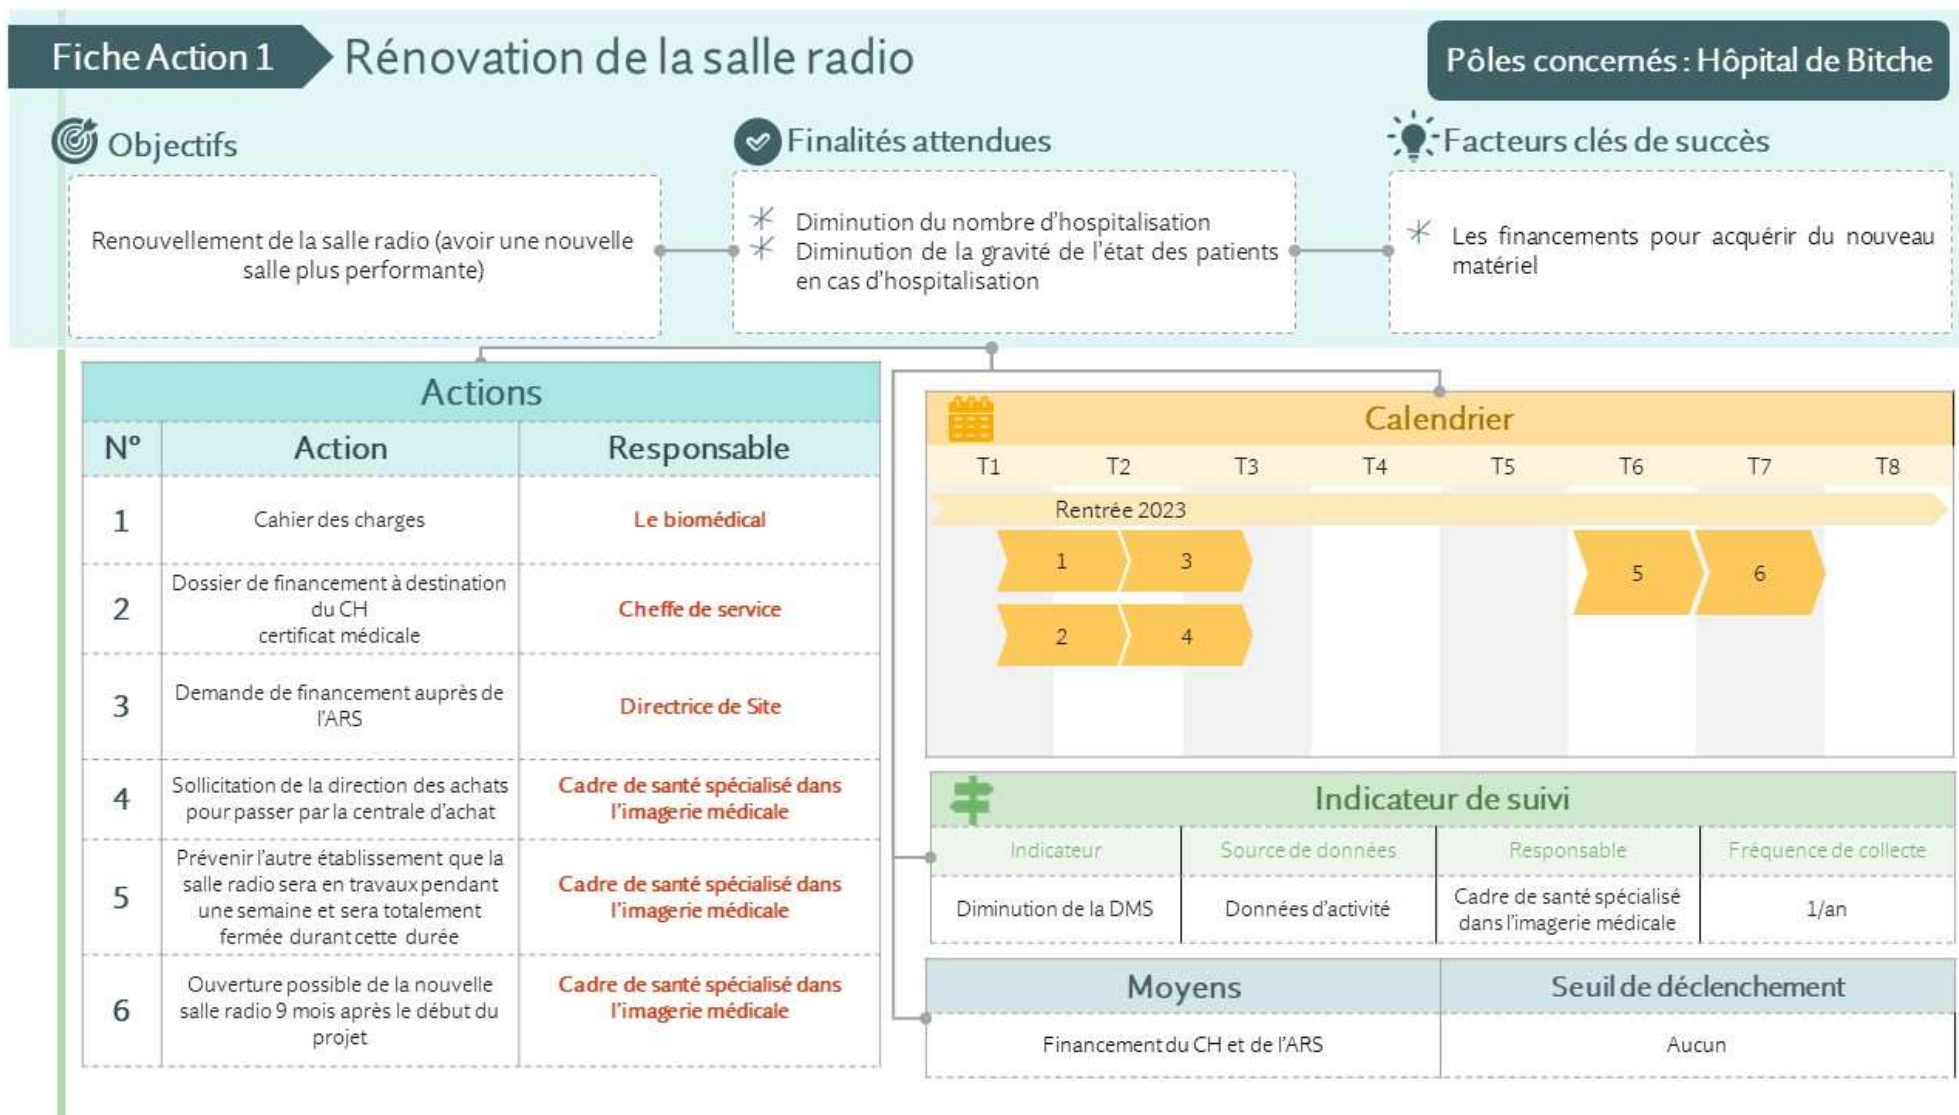 Fiche Action 1
Rénovation de la salle radio
Pôles concernés : Hôpital de Bitche
Objectifs
Renouvellement de la salle radio (avoir une nouvelle
salle plus performante)
Finalités attendues
Diminution du nombre d'hospitalisation
Diminution de la gravité de l'état des patients
en cas d'hospitalisation
Facteurs clés de succès
Les financements pour acquérir du nouveau
matériel
Actions
N° Action Responsable
1
Cahier des charges
Le biomédical
2
Dossier de financement à destination
du CH
certificat médicale
Cheffe de service
3
Demande de financement auprès de
l'ARS
Directrice de Site
4
Sollicitation de la direction des achats
pour passer par la centrale d'achat
Cadre de santé spécialisé dans
l'imagerie médicale
5
Prévenir l'autre établissement que la
salle radio sera en travaux pendant
une semaine et sera totalement
fermée durant cette durée
Cadre de santé spécialisé dans
l'imagerie médicale
6
Ouverture possible de la nouvelle
salle radio 9 mois après le début du
projet
Cadre de santé spécialisé dans
l'imagerie médicale
Calendrier
T1 T2 T3 T4 T5 T6 T7 T8
Rentrée 2023
1 3 5 6
2 4
Indicateur de suivi
Indicateur Source de données Responsable Fréquence de collecte
Diminution de la DMS
Données d'activité
Cadre de santé spécialisé
dans l'imagerie médicale
1/an
Moyens Seuil de déclenchement
Financement du CH et de l'ARS Aucun